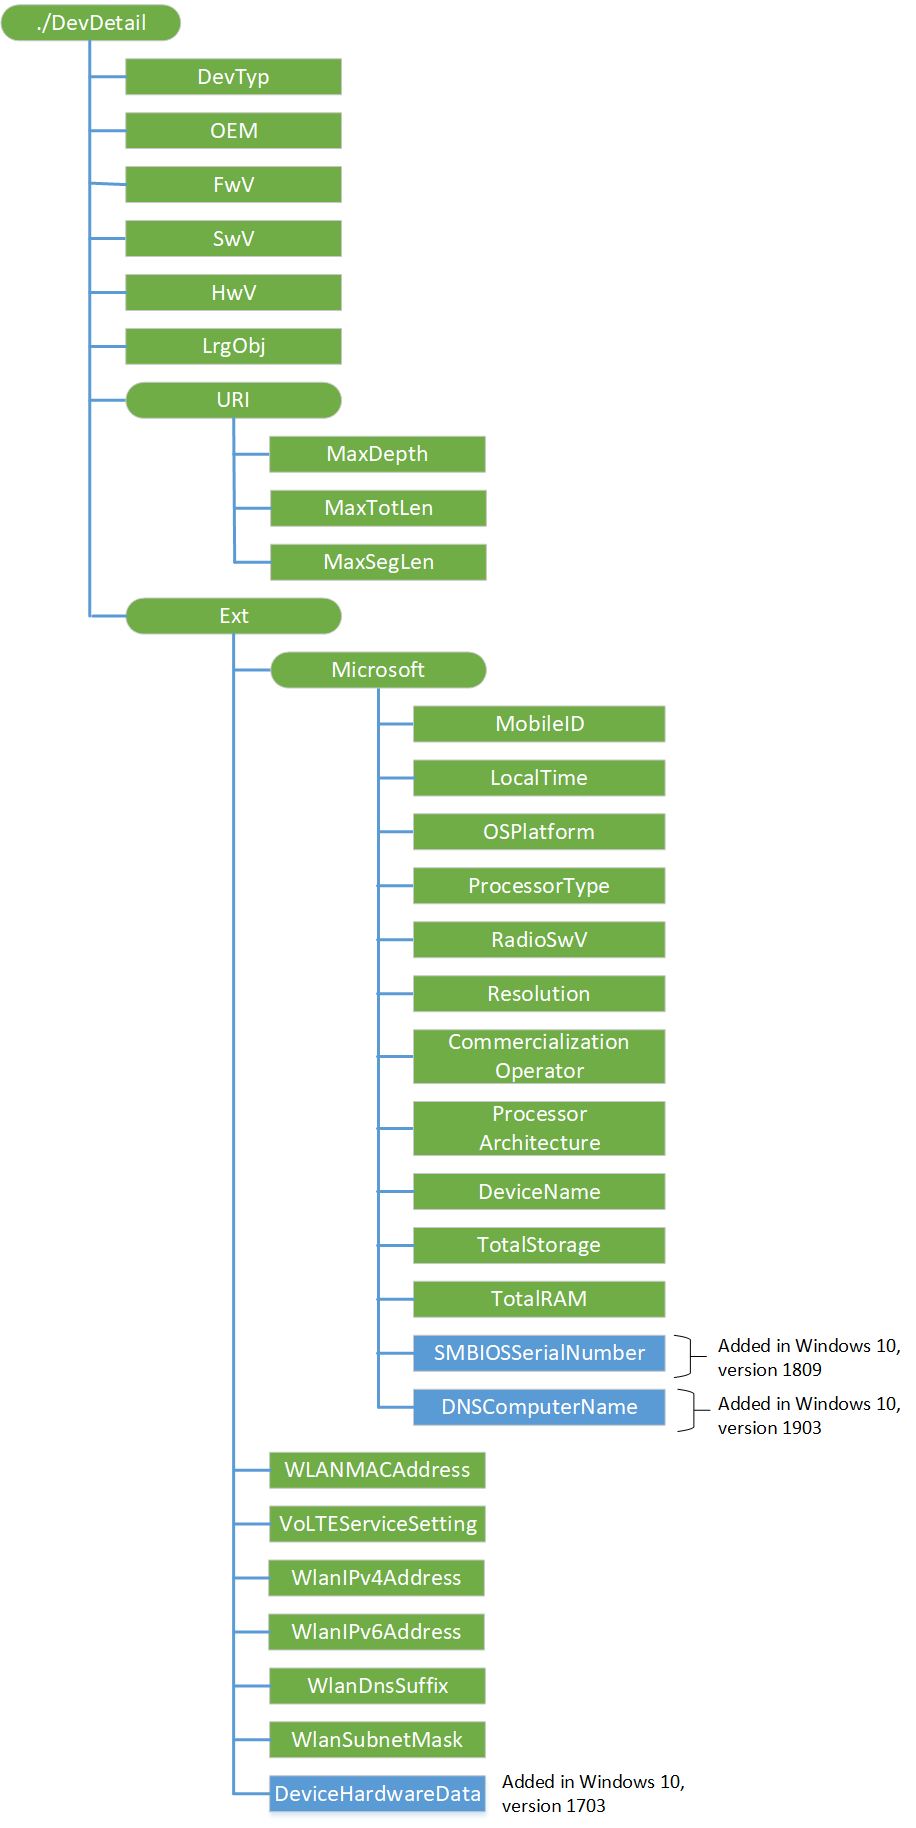 ./DevDetail
DevTyp
OEM
FwV
SwV
HwV
LrgObj
URI
MaxDepth
MaxTotLen
MaxSegLen
Ext
Microsoft
MobileID
LocalTime
OSPlatform
ProcessorType
RadioSwV
Resolution
Commercialization
Operator
Processor
Architecture
DeviceName
TotalStorage
TotalRAM
SMBIOSSerialNumber
Added in Windows 10,
version 1809
DNSComputerName
Added in Windows 10,
version 1903
WLANMACAddress
VoLTEServiceSetting
WlanIPv4Address
WlanIPv6Address
WlanDnsSuffix
WlanSubnetMask
DeviceHardwareData
Added in Windows 10,
version 1703